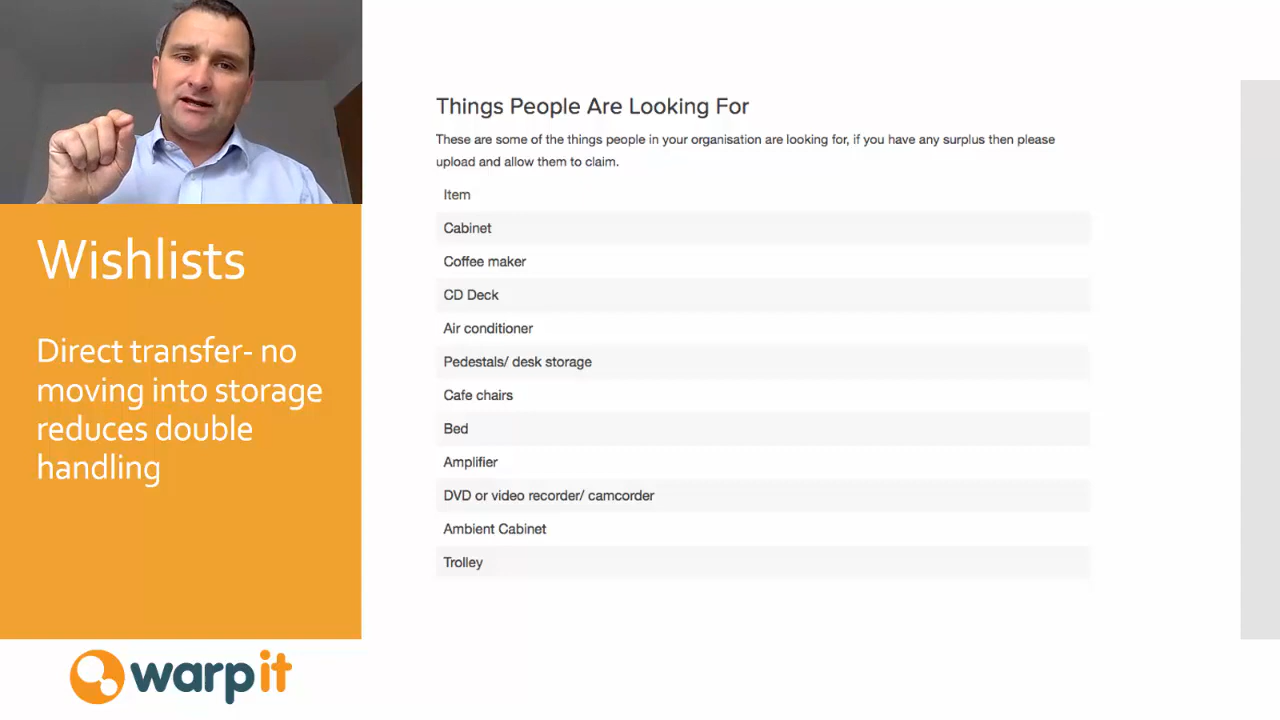 Wishlists
Direct transfer- no
moving into storage
reduces double
handling
warpit
Things People Are Looking For
These are some of the things people in your organisation are looking for, if you have any surplus then please
upload and allow them to claim.
Item
Cabinet
Coffee maker
CD Deck
Air conditioner
Pedestals/ desk storage
Cafe chairs
Bed
Amplifier
DVD or video recorder/ camcorder
Ambient Cabinet
Trolley